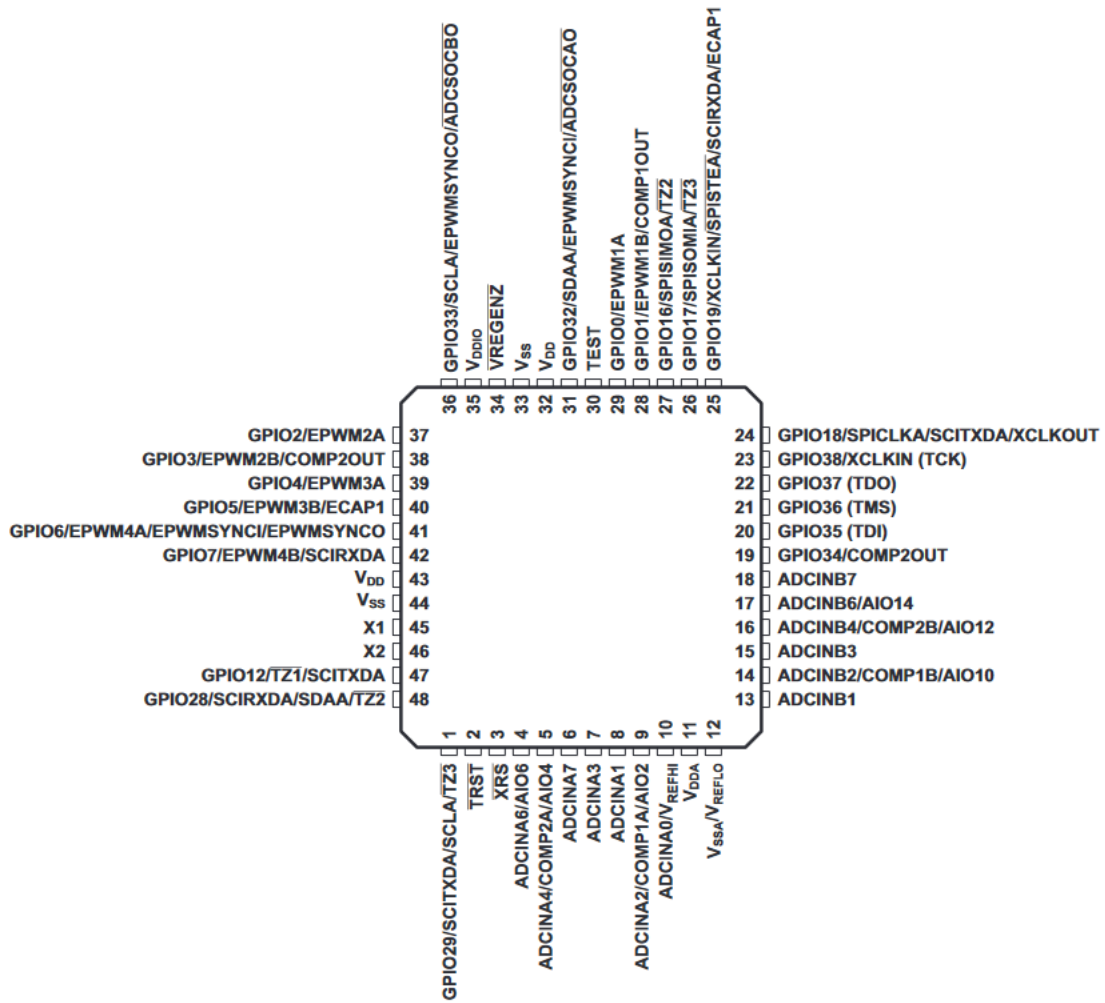 GPIO33/SCLA/EPWMSYNCO/ADCSOCBO
VDDIO
VREGENZ
VSS
VDD
GPIO32/SDAA/EPWMSYNCI/ADCSOCAO
TEST
GPIO0/EPWM1A
GPIO1/EPWM1B/COMP1OUT
GPIO16/SPISIMOA/TZ2
GPIO17/SPISOMIA/TZ3
GPIO19/XCLKIN/SPISTEA/SCIRXDA/ECAP1
36 35 34 33 32 31 30 29 28 27 26 25
GPIO2/EPWM2A 37
GPIO3/EPWM2B/COMP2OUT 38
GPIO4/EPWM3A 39
GPIO5/EPWM3B/ECAP1 40
GPIO6/EPWM4A/EPWMSYNCI/EPWMSYNCO 41
GPIO7/EPWM4B/SCIRXDA 42
VDD 43
VSS 44
X1 45
X2 46
GPIO12/TZ1/SCITXDA 47
GPIO28/SCIRXDA/SDAA/TZ2 48
24 GPIO18/SPICLKA/SCITXDA/XCLKOUT
23 GPIO38/XCLKIN (TCK)
22 GPIO37 (TDO)
21 GPIO36 (TMS)
20 GPIO35 (TDI)
19 GPIO34/COMP2OUT
18 ADCINB7
17 ADCINB6/AIO14
16 ADCINB4/COMP2B/AIO12
15 ADCINB3
14 ADCINB2/COMP1B/AIO10
13 ADCINB1
1 2 3 4 5 6 7 8 9 10 11 12
GPIO29/SCITXDA/SCLA/TZ3
TRST
XRS
ADCINA6/AIO6
ADCINA4/COMP2A/AIO4
ADCINA7
ADCINA3
ADCINA1
ADCINA2/COMP1A/AIO2
ADCINA0/VREFHI
VDDA
VSSA/VREFLO